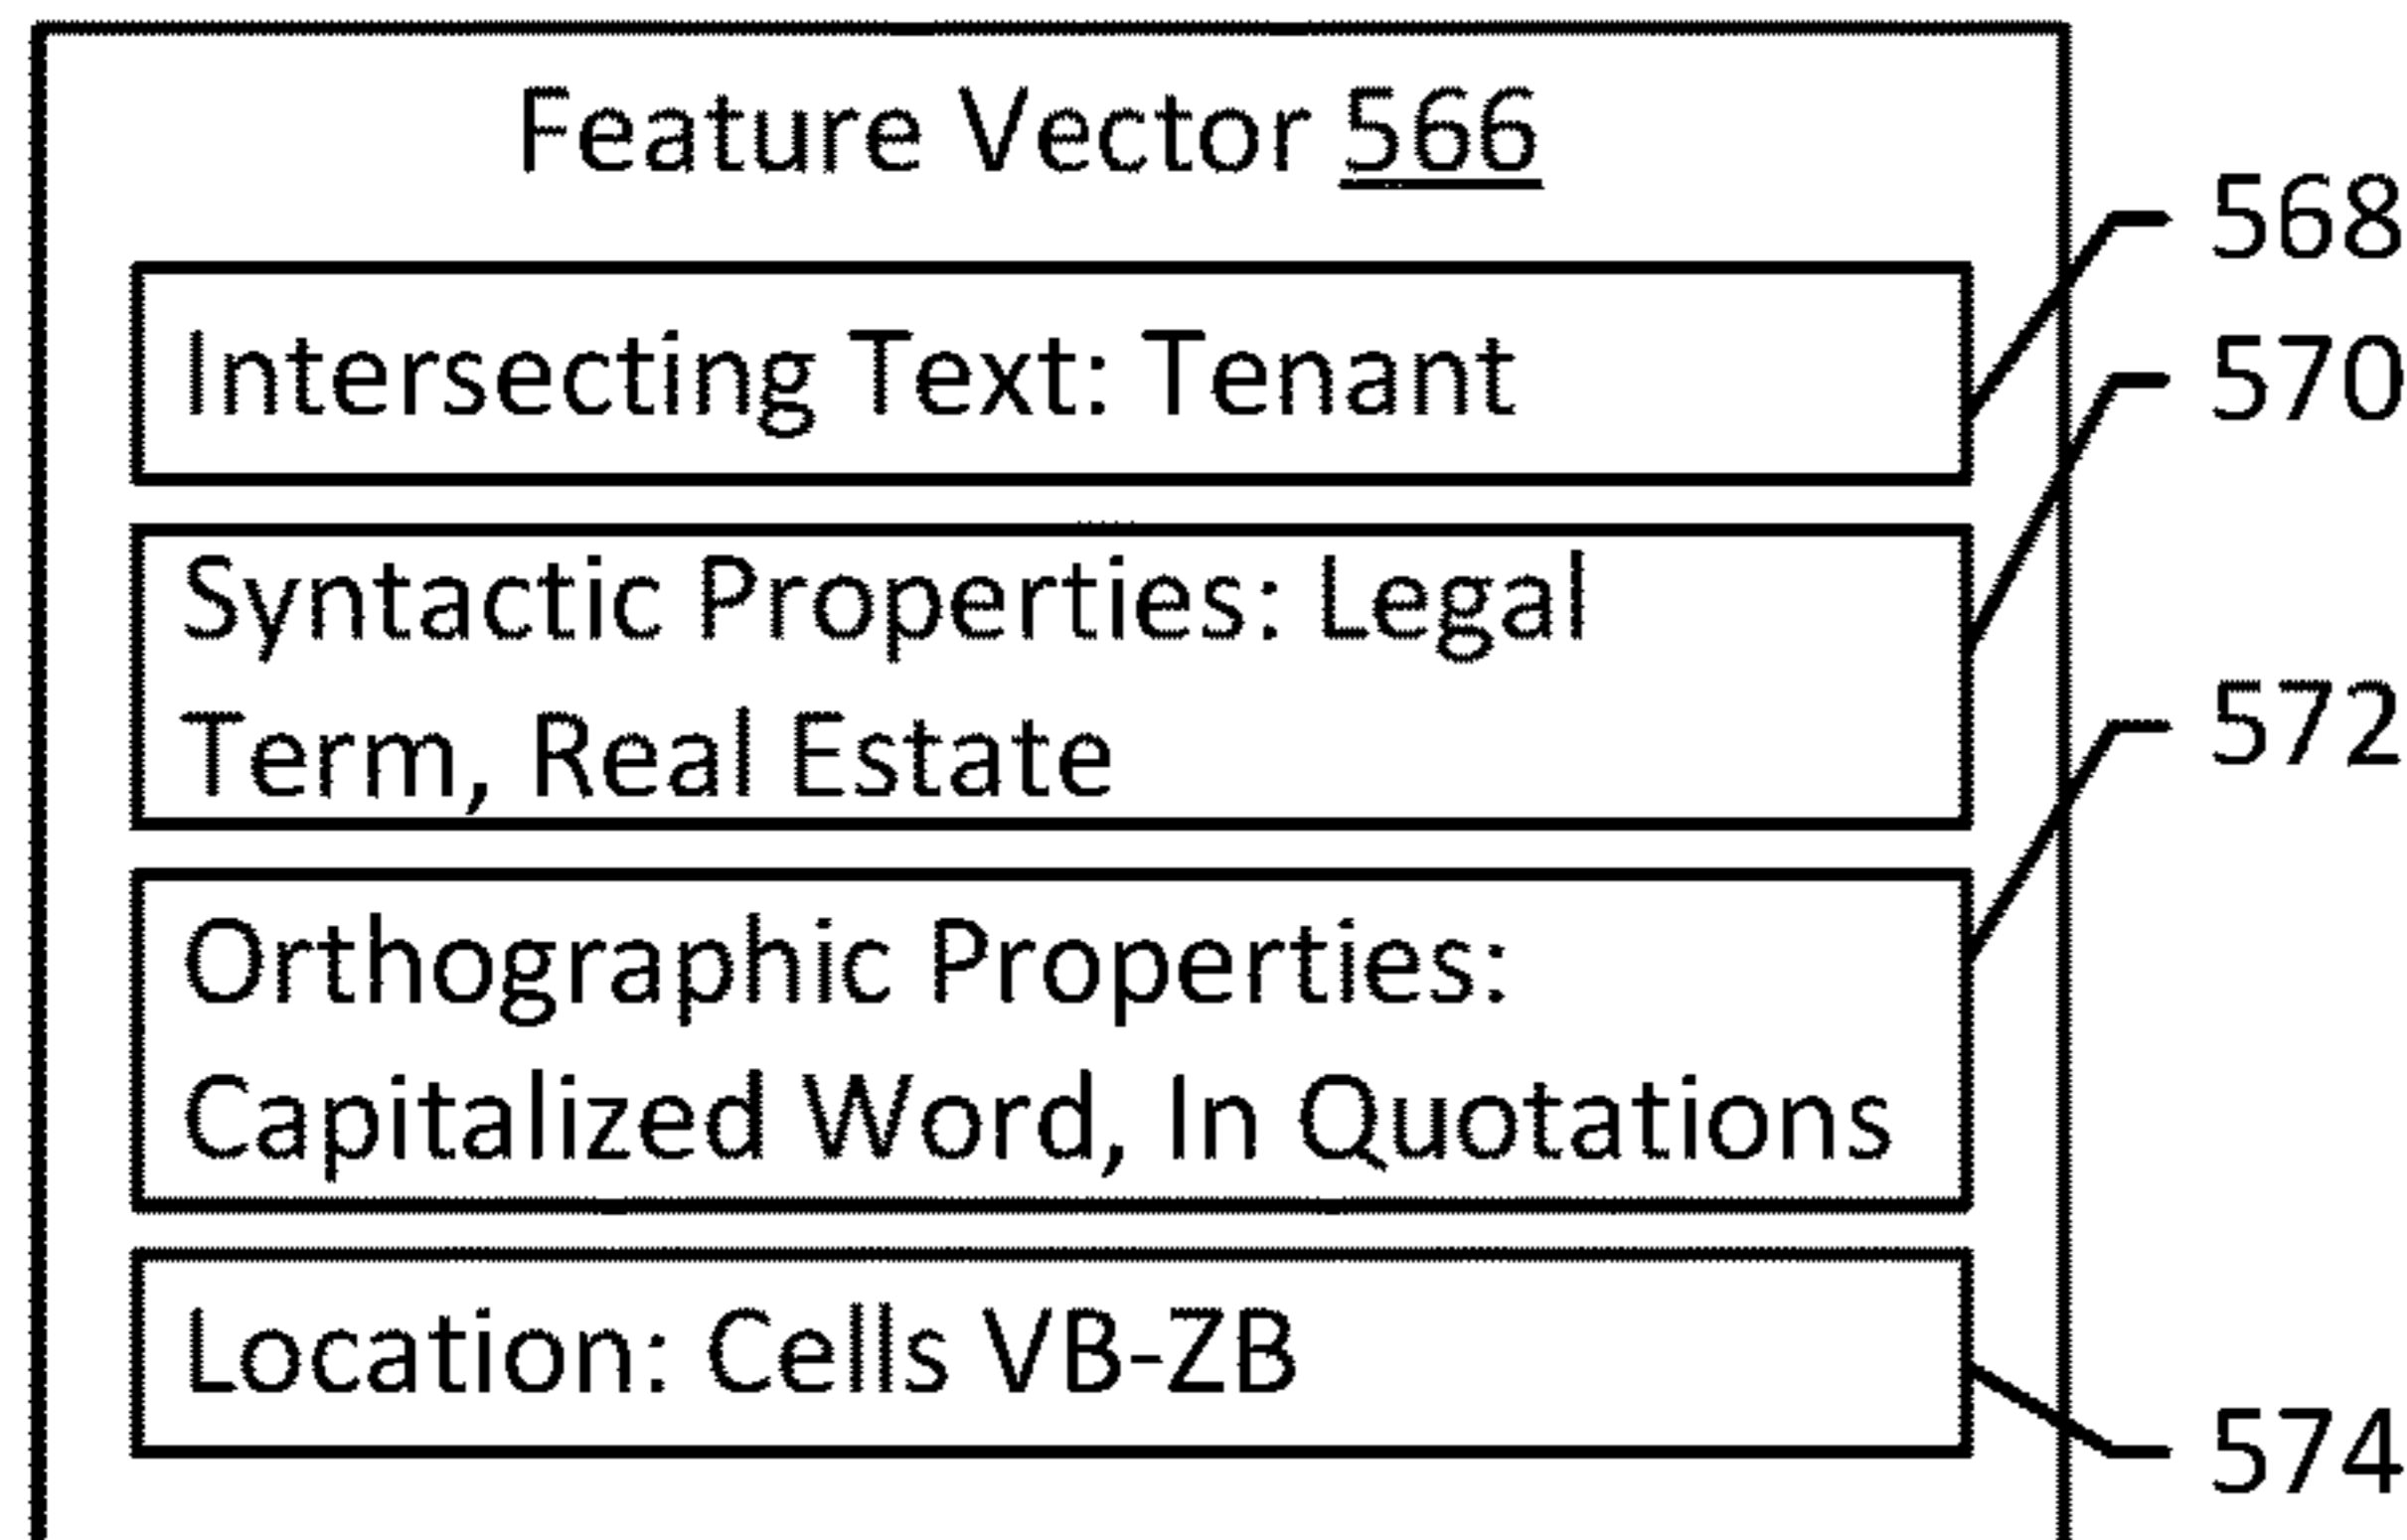 Feature Vector 566
568
Intersecting Text: Tenant
570
Syntactic Properties: Legal
Term, Real Estate
572
Orthographic Properties:
Capitalized Word, In Quotations
Location: Cells VB-ZB
574